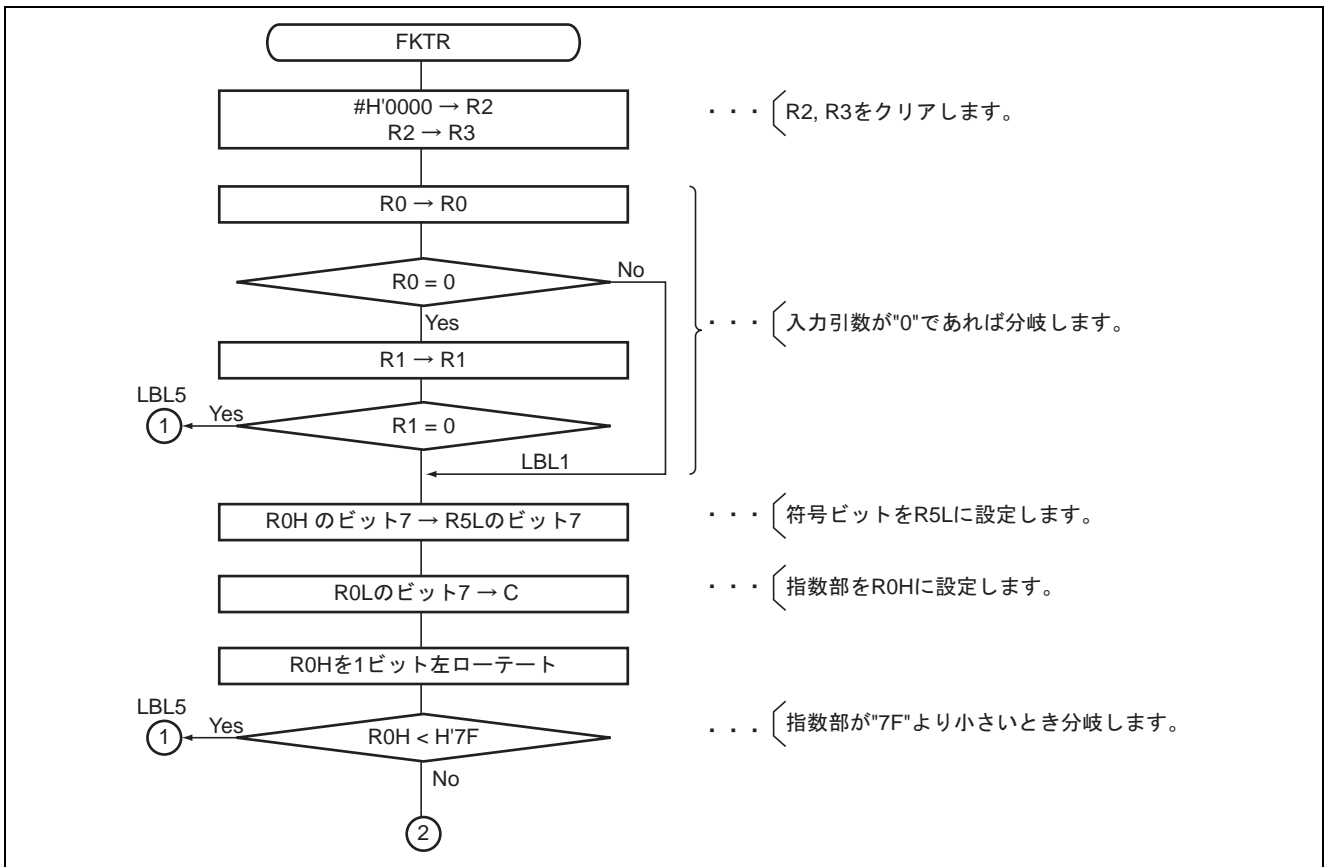 FKTR
#H'0000 → R2
R2 → R3
・・・ R2, R3をクリアします。
R0 → R0
R0 = 0
No
Yes
・・・ 入力引数が"0"であれば分岐します。
R1 → R1
LBL5
1
Yes
R1 = 0
LBL1
R0H のビット7 → R5Lのビット7
・・・ 符号ビットをR5Lに設定します。
R0Lのビット7 → C
・・・ 指数部をR0Hに設定します。
R0Hを1ビット左ローテート
LBL5
1
Yes
R0H < H'7F
・・・ 指数部が"7F"より小さいとき分岐します。
No
2